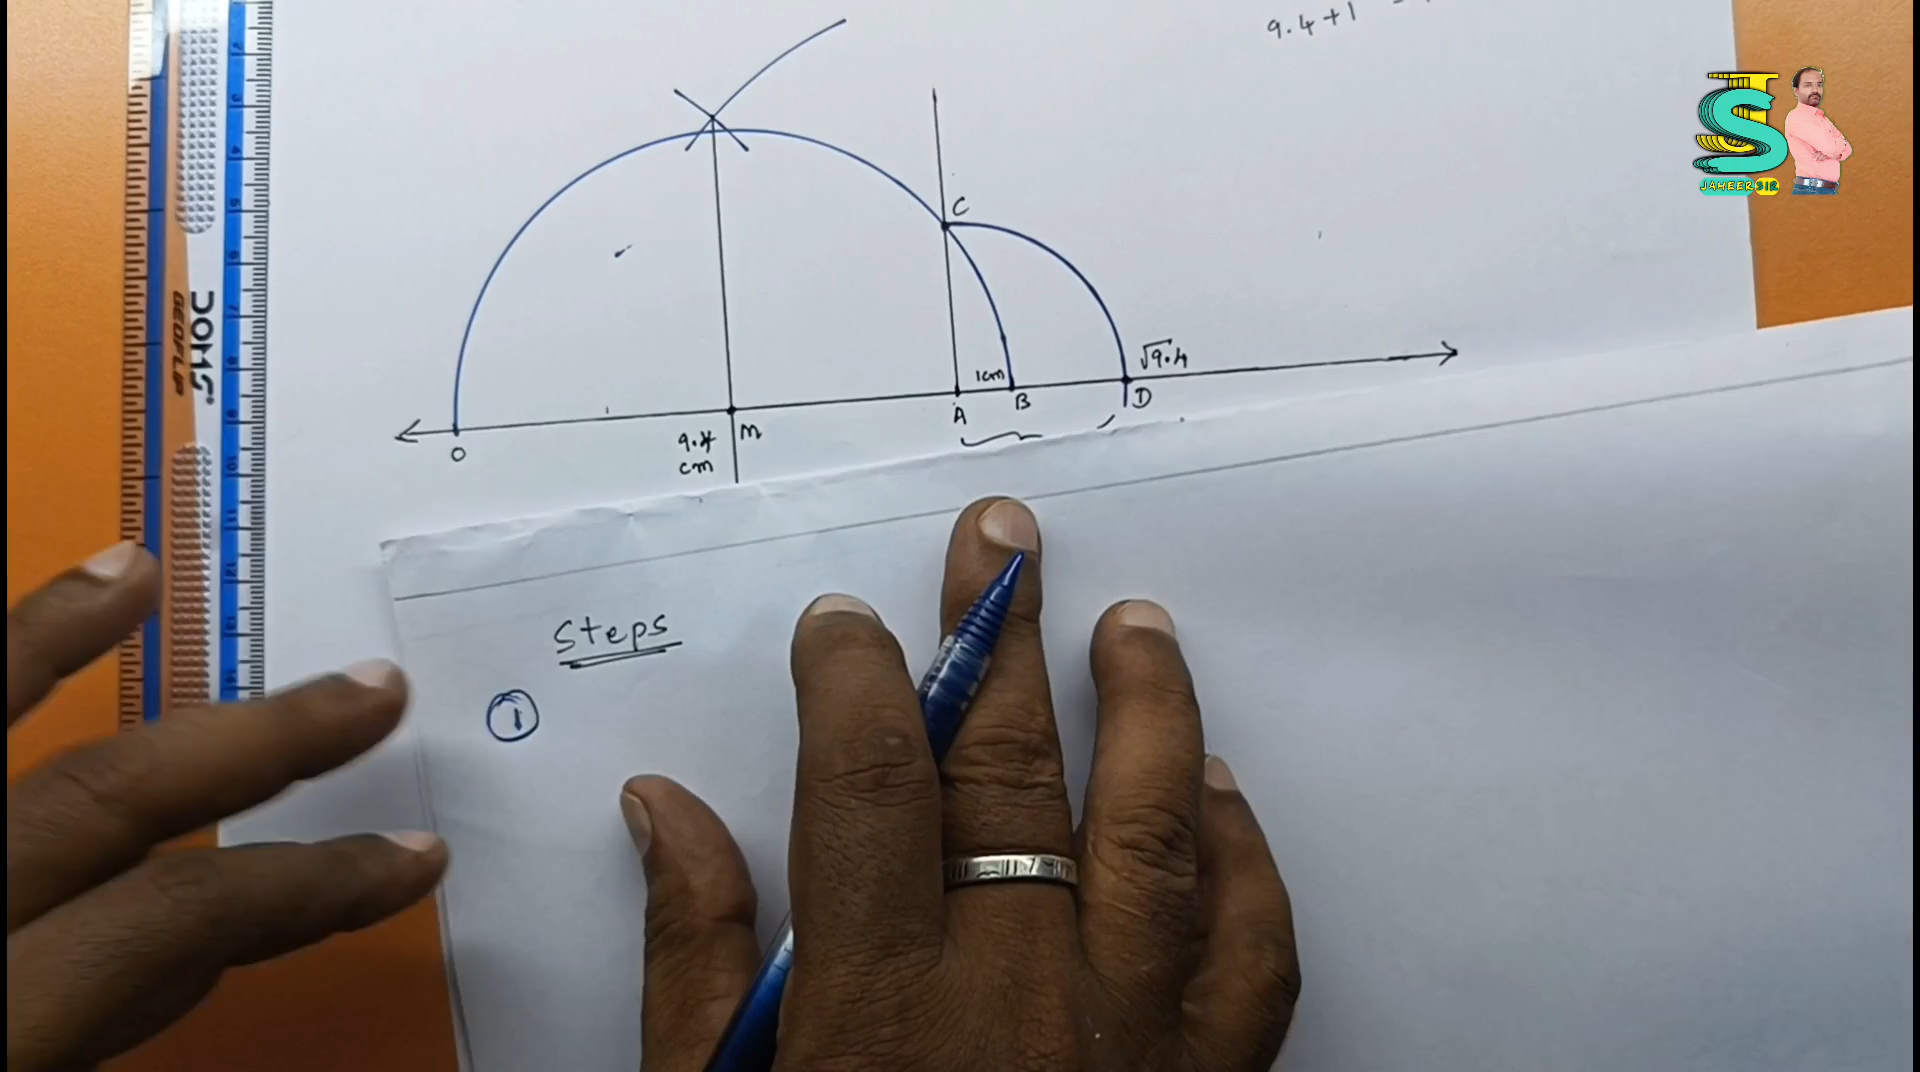 9.4+1
JAHEER SIR
C
√9.4
1cm
A
B
D
O
9.4
cm
M
DOMS
GEOFLIP
Steps
1